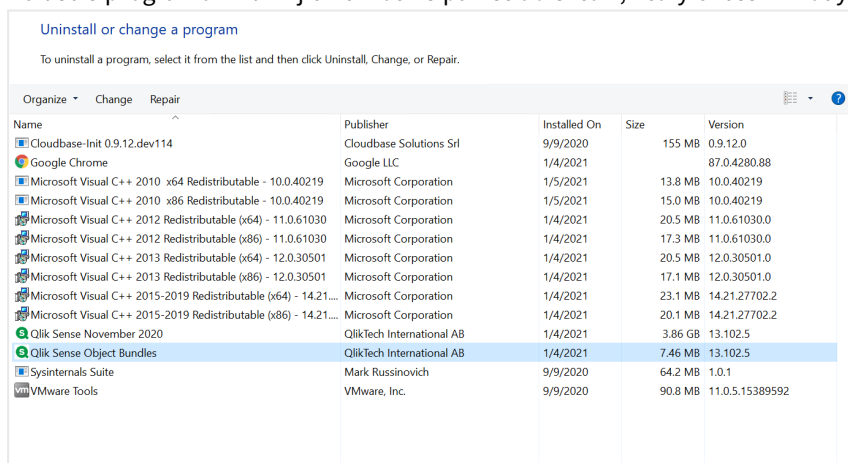 Uninstall or change a program
To uninstall a program, select it from the list and then click Uninstall, Change, or Repair.
Organize Change Repair
Name Publisher Installed On Size Version
Cloudbase-Init 0.9.12.dev114 Cloudbase Solutions Srl 9/9/2020 155 MB 0.9.12.0
Google Chrome Google LLC 1/4/2021 87.0.4280.88
Microsoft Visual C++ 2010 x64 Redistributable - 10.0.40219 Microsoft Corporation 1/5/2021 13.8 MB 10.0.40219
Microsoft Visual C++ 2010 x86 Redistributable - 10.0.40219 Microsoft Corporation 1/5/2021 15.0 MB 10.0.40219
Microsoft Visual C++ 2012 Redistributable (x64) - 11.0.61030 Microsoft Corporation 1/4/2021 20.5 MB 11.0.61030.0
Microsoft Visual C++ 2012 Redistributable (x86) - 11.0.61030 Microsoft Corporation 1/4/2021 17.3 MB 11.0.61030.0
Microsoft Visual C++ 2013 Redistributable (x64) - 12.0.30501 Microsoft Corporation 1/4/2021 20.5 MB 12.0.30501.0
Microsoft Visual C++ 2013 Redistributable (x86) - 12.0.30501 Microsoft Corporation 1/4/2021 17.1 MB 12.0.30501.0
Microsoft Visual C++ 2015-2019 Redistributable (x64) - 14.21.... Microsoft Corporation 1/4/2021 23.1 MB 14.21.27702.2
Microsoft Visual C++ 2015-2019 Redistributable (x86) - 14.21.... Microsoft Corporation 1/4/2021 20.1 MB 14.21.27702.2
Qlik Sense November 2020 QlikTech International AB 1/4/2021 3.86 GB 13.102.5
Qlik Sense Object Bundles QlikTech International AB 1/4/2021 7.46 MB 13.102.5
Sysinternals Suite Mark Russinovich 9/9/2020 64.2 MB 1.0.1
vm VMware Tools VMware, Inc. 9/9/2020 90.8 MB 11.0.5.15389592